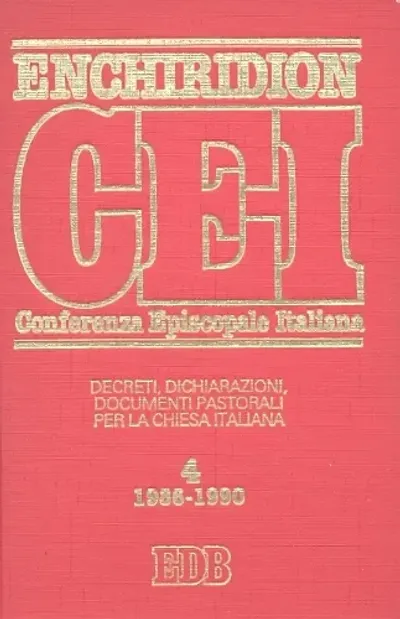 ENCHIRIDION
CEI
Conferenza Episcopale Italiana
DECRETI, DICHIARAZIONI,
DOCUMENTI PASTORALI
PER LA CHIESA ITALIANA
4
1986-1990
EDB